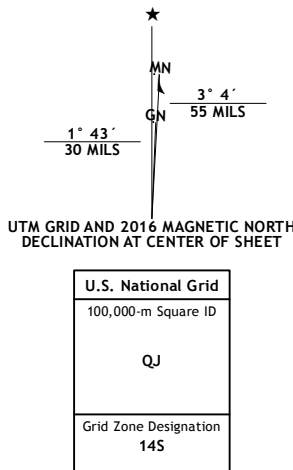 ★
MN
3° 4´
55 MILS
GN
1° 43´
30 MILS
UTM GRID AND 2016 MAGNETIC NORTH
DECLINATION AT CENTER OF SHEET
U.S. National Grid
100,000-m Square ID
QJ
Grid Zone Designation
14S